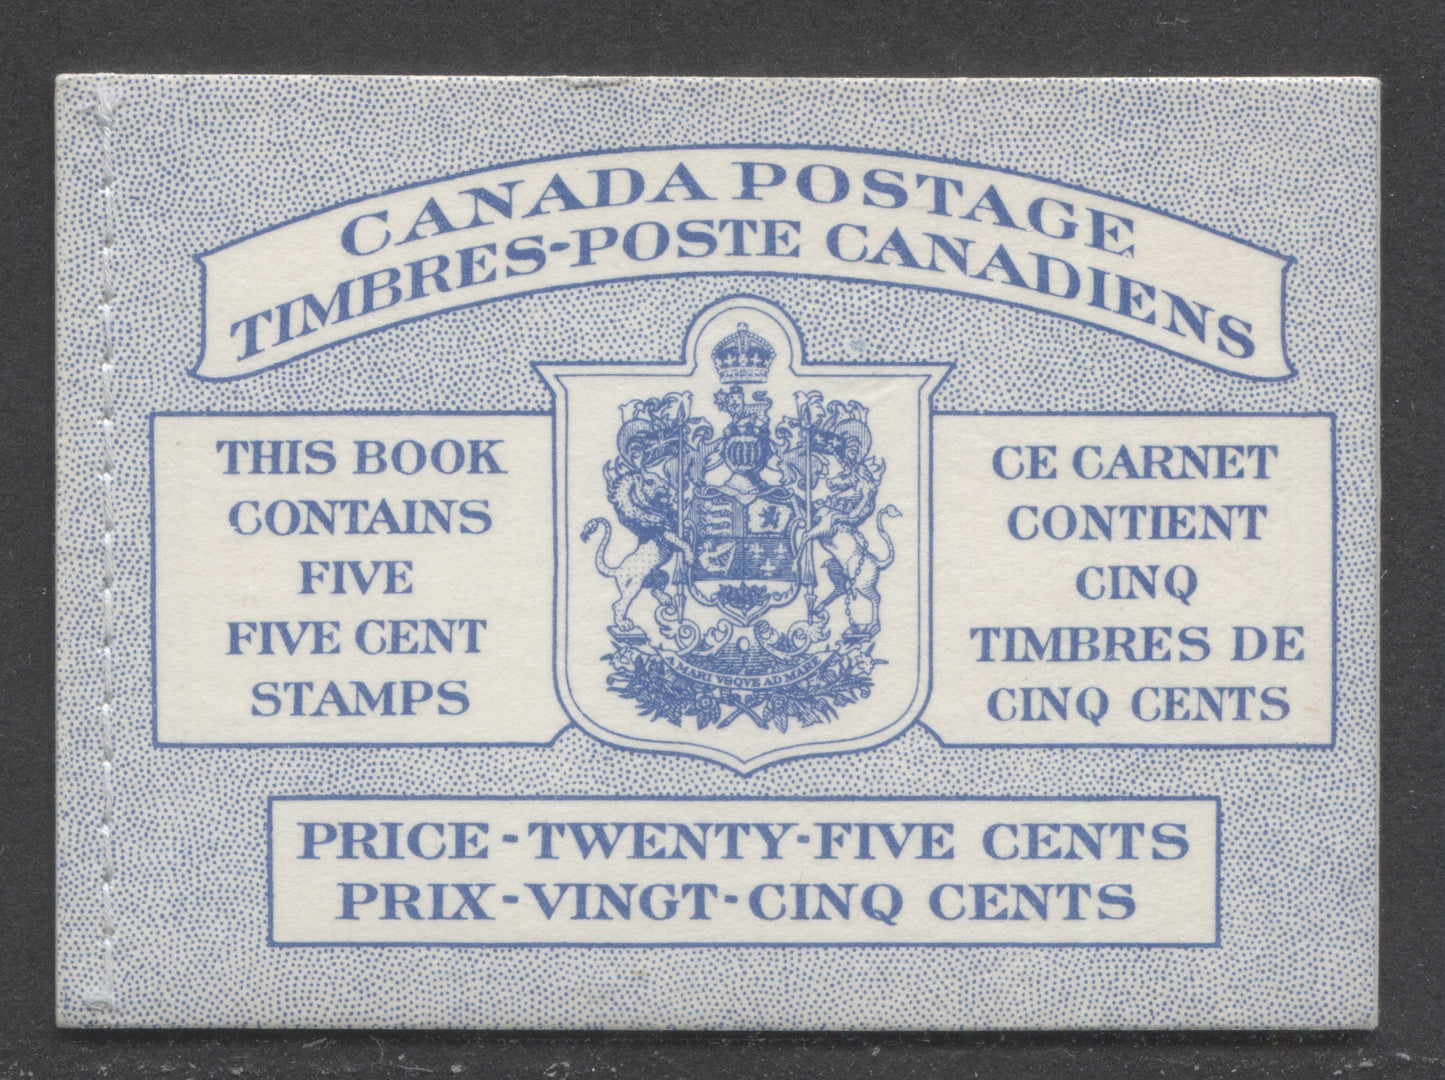 CANADA POSTAGE
TIMBRES-POSTE CANADIENS
THIS BOOK
CONTAINS
FIVE
FIVE CENT
STAMPS
A MARI VSQVE AD MARE
CE CARNET
CONTIENT
CINQ
TIMBRES DE
CINQ CENTS
PRICE - TWENTY-FIVE CENTS
PRIX - VINGT - CINQ CENTS